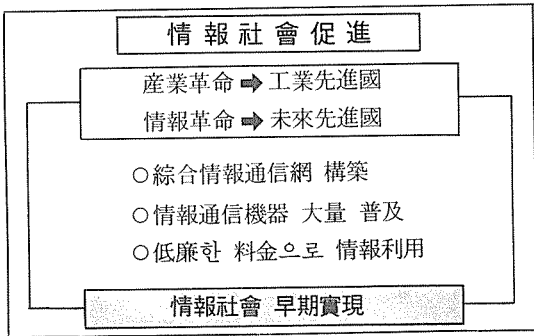 情報社會促進
産業革命 ➡ 工業先進國
情報革命 ➡ 未來先進國
○綜合情報通信網 構築
○情報通信機器 大量 普及
○低廉한 料金으로 情報利用
情報社會 早期實現